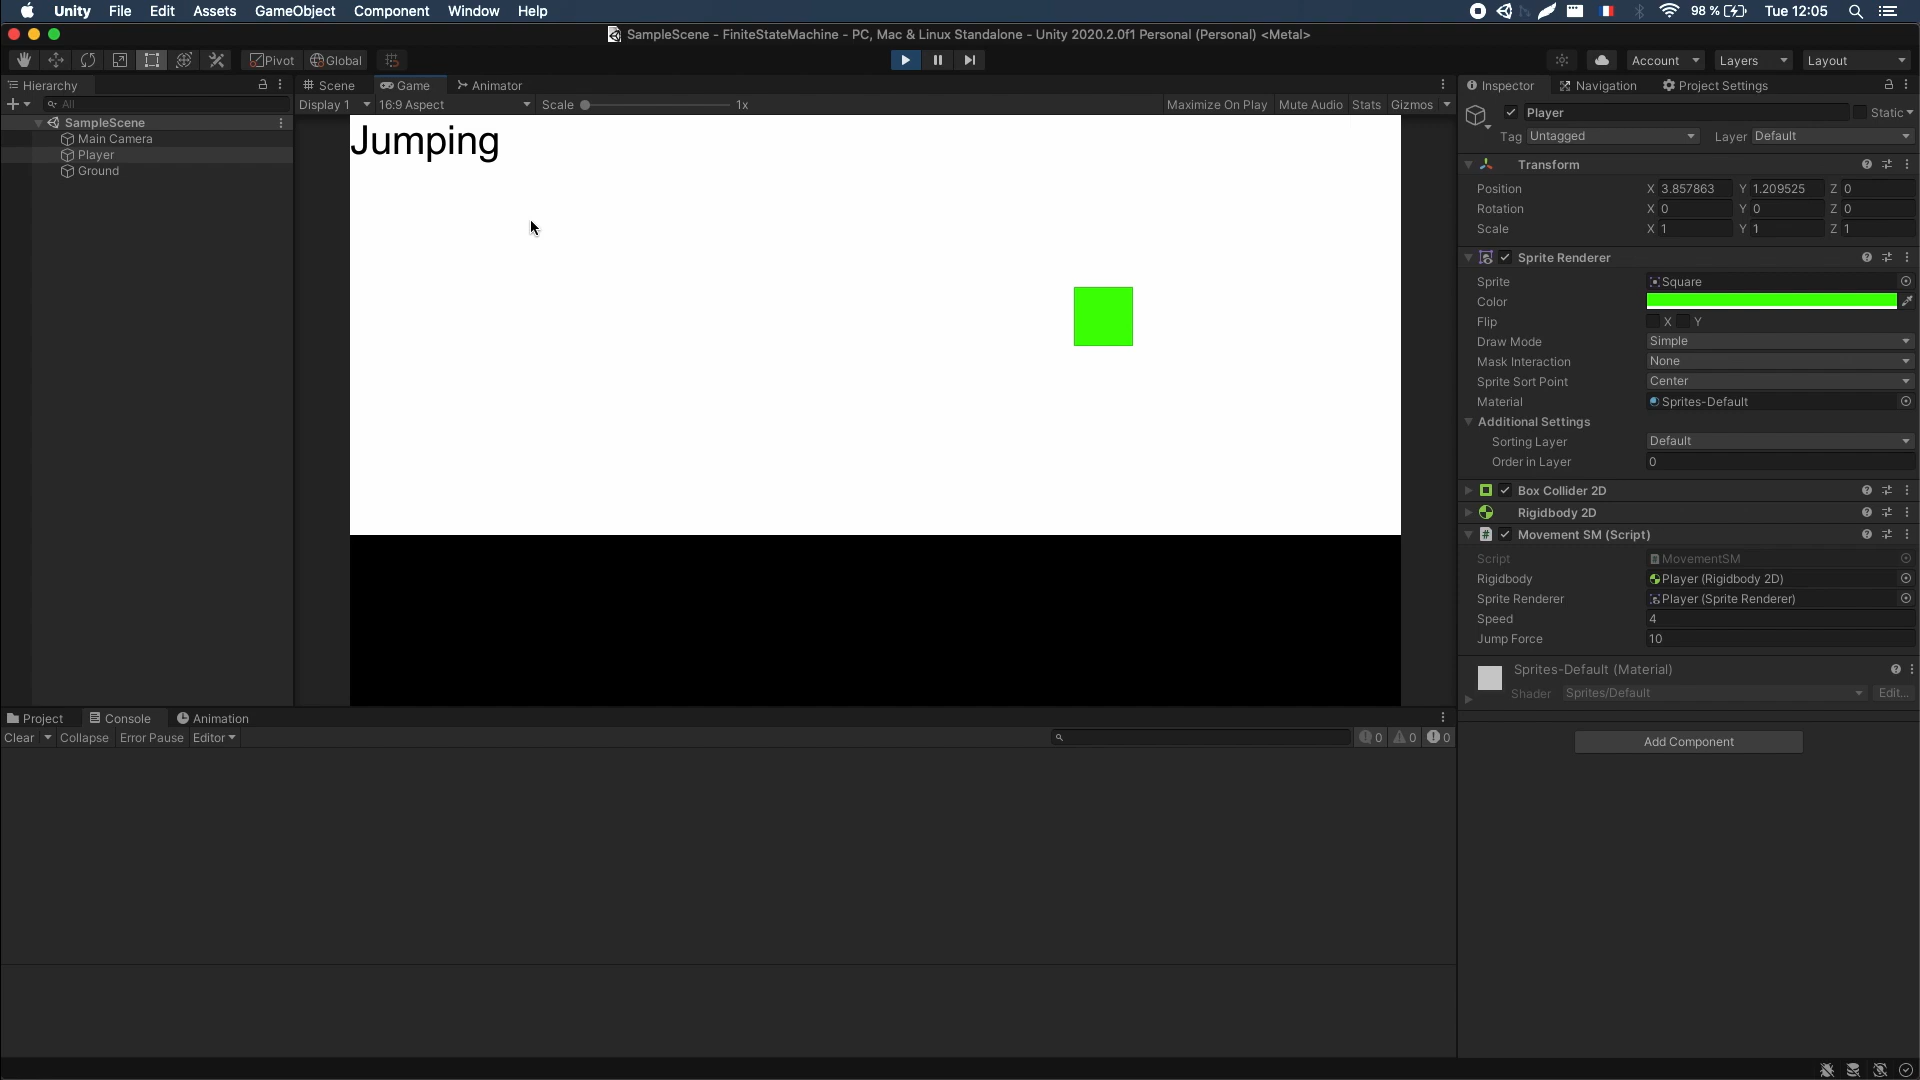 Unity File Edit Assets GameObject Component Window Help 98 % Tue 12:05
SampleScene - FiniteStateMachine - PC, Mac & Linux Standalone - Unity 2020.2.0f1 Personal (Personal) <Metal>
Pivot Global Account Layers Layout
Hierarchy Scene Game Animator Inspector Navigation Project Settings
All Display 1 16:9 Aspect Scale 1x Maximize On Play Mute Audio Stats Gizmos
SampleScene
Main Camera
Player
Ground
Jumping
Player Static
Tag Untagged Layer Default
Transform
Position X 3.857863 Y 1.209525 Z 0
Rotation X 0 Y 0 Z 0
Scale X 1 Y 1 Z 1
Sprite Renderer
Sprite Square
Color
Flip X Y
Draw Mode Simple
Mask Interaction None
Sprite Sort Point Center
Material Sprites-Default
Additional Settings
Sorting Layer Default
Order in Layer 0
Box Collider 2D
Rigidbody 2D
Movement SM (Script)
Script MovementSM
Rigidbody Player (Rigidbody 2D)
Sprite Renderer Player (Sprite Renderer)
Speed 4
Jump Force 10
Sprites-Default (Material)
Shader Sprites/Default Edit...
Add Component
Project Console Animation
Clear Collapse Error Pause Editor 0 0 0